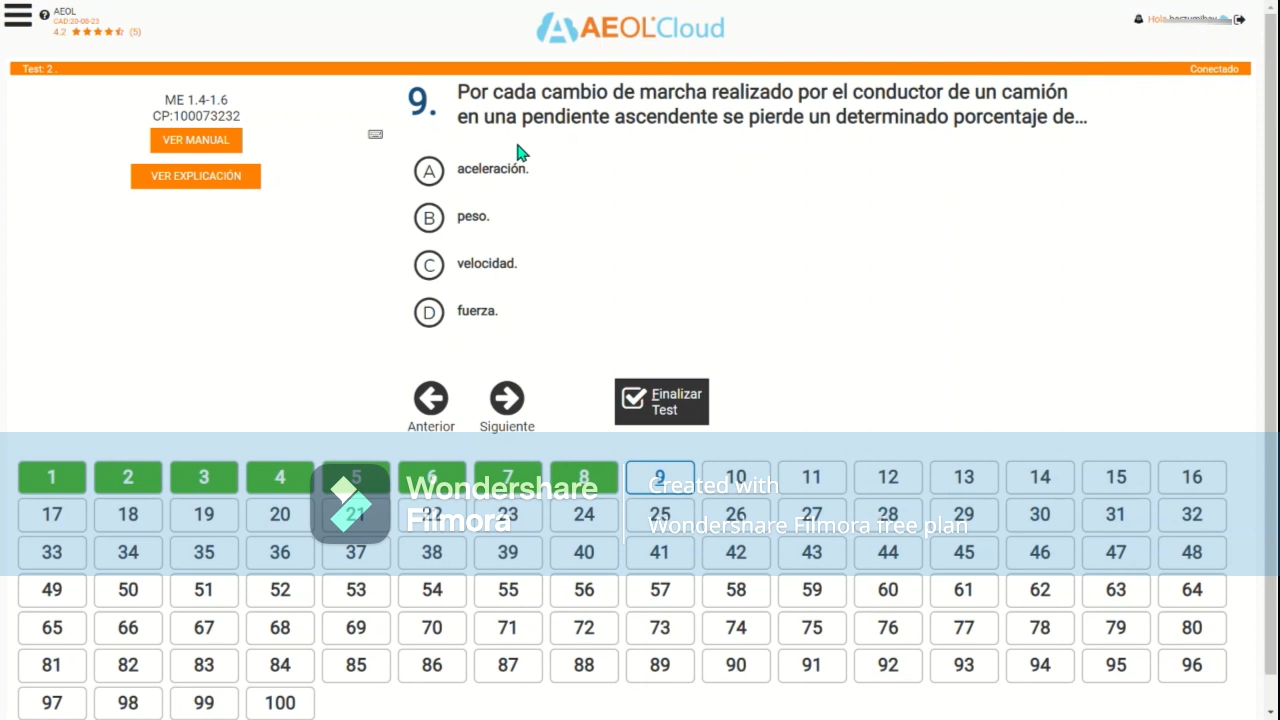 AEOL
CAD:20-08-23
4.2 (5)
AEOL Cloud
Hola
Test: 2 .
Conectado
ME 1.4-1.6
CP:100073232
VER MANUAL
VER EXPLICACIÓN
9. Por cada cambio de marcha realizado por el conductor de un camión
en una pendiente ascendente se pierde un determinado porcentaje de...
A aceleración.
B peso.
C velocidad.
D fuerza.
Anterior
Siguiente
Finalizar
Test
1 2 3 4 5 6 7 8 9 10 11 12 13 14 15 16
17 18 19 20 21 22 23 24 25 26 27 28 29 30 31 32
33 34 35 36 37 38 39 40 41 42 43 44 45 46 47 48
49 50 51 52 53 54 55 56 57 58 59 60 61 62 63 64
65 66 67 68 69 70 71 72 73 74 75 76 77 78 79 80
81 82 83 84 85 86 87 88 89 90 91 92 93 94 95 96
97 98 99 100
Wondershare
Filmora
Created with
Wondershare Filmora free plan